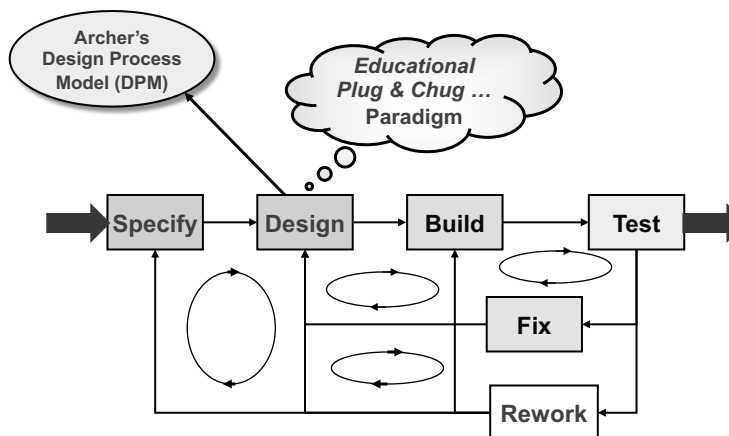 Archer's
Design Process
Model (DPM)
Educational
Plug & Chug ...
Paradigm
Specify
Design
Build
Test
Fix
Rework